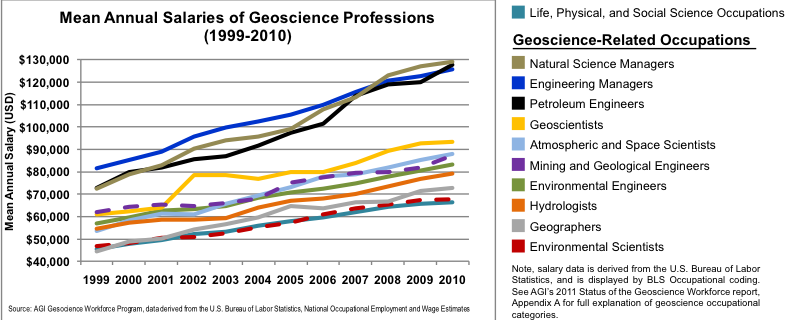 Mean Annual Salaries of Geoscience Professions
(1999-2010)
Mean Annual Salary (USD)
$130,000
$120,000
$110,000
$100,000
$90,000
$80,000
$70,000
$60,000
$50,000
$40,000
1999 2000 2001 2002 2003 2004 2005 2006 2007 2008 2009 2010
Source: AGI Geoscience Workforce Program, data derived from the U.S. Bureau of Labor Statistics, National Occupational Employment and Wage Estimates
Life, Physical, and Social Science Occupations
Geoscience-Related Occupations
Natural Science Managers
Engineering Managers
Petroleum Engineers
Geoscientists
Atmospheric and Space Scientists
Mining and Geological Engineers
Environmental Engineers
Hydrologists
Geographers
Environmental Scientists
Note, salary data is derived from the U.S. Bureau of Labor
Statistics, and is displayed by BLS Occupational coding.
See AGI's 2011 Status of the Geoscience Workforce report,
Appendix A for full explanation of geoscience occupational
categories.